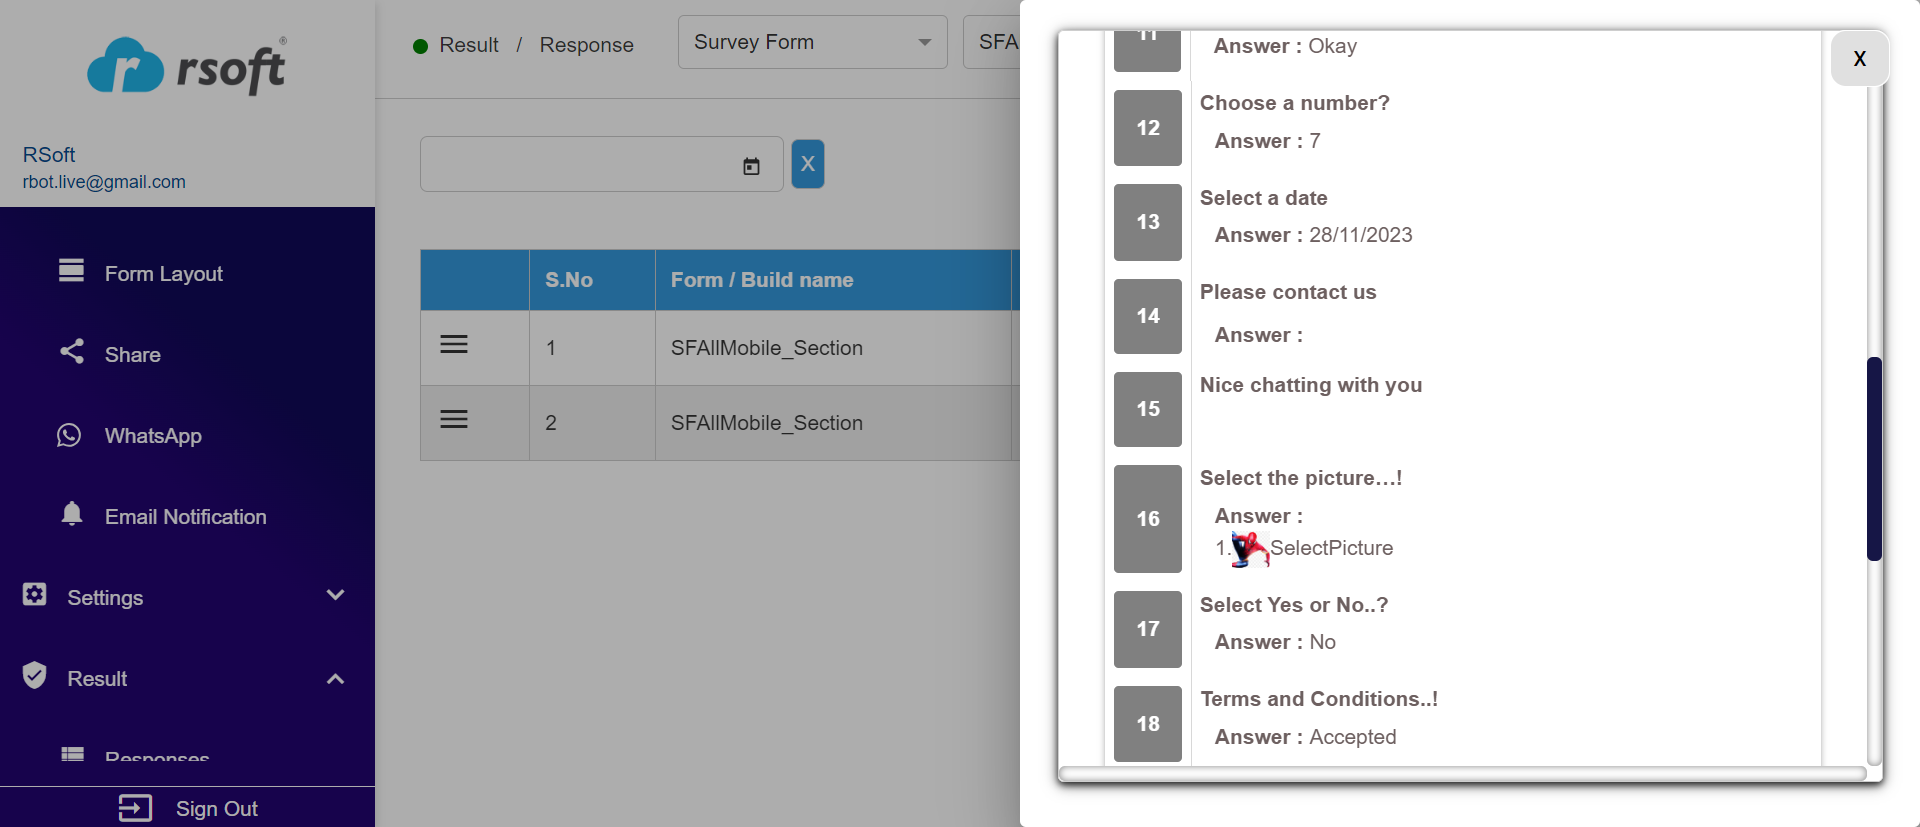 rsoft®
RSoft
rbot.live@gmail.com
Form Layout
Share
WhatsApp
Email Notification
Settings
Result
Responses
Sign Out
Result / Response
Survey Form
SFA
X
S.No
Form / Build name
1
SFAllMobile_Section
2
SFAllMobile_Section
X
11
Answer : Okay
12
Choose a number?
Answer : 7
13
Select a date
Answer : 28/11/2023
14
Please contact us
Answer :
15
Nice chatting with you
16
Select the picture...!
Answer :
1. SelectPicture
17
Select Yes or No..?
Answer : No
18
Terms and Conditions..!
Answer : Accepted